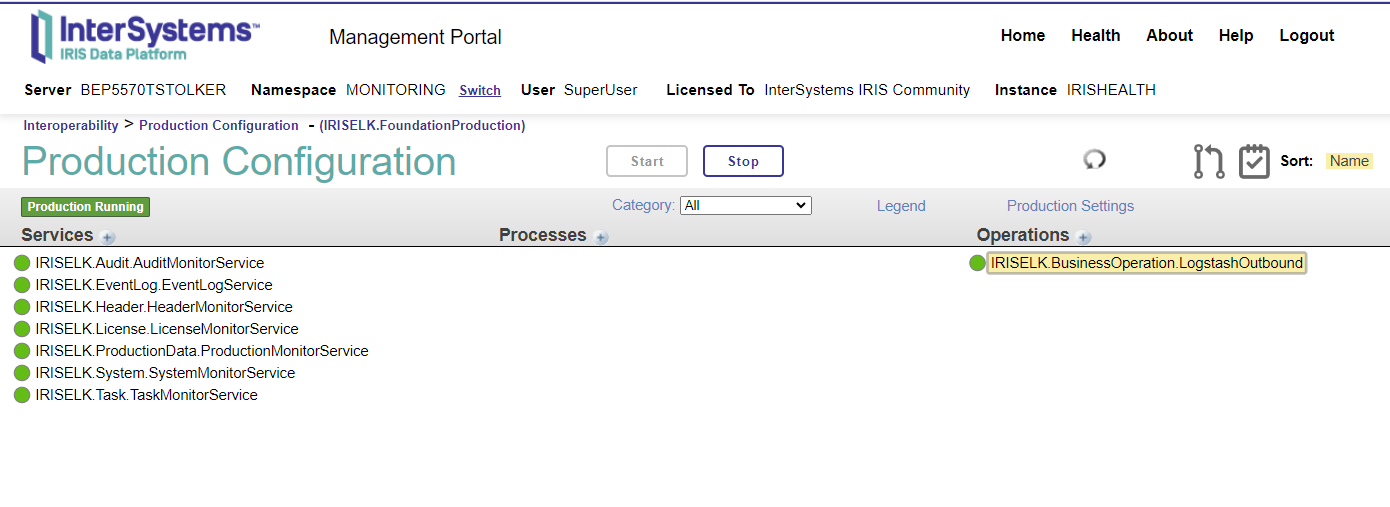 InterSystems™
IRIS Data Platform
Management Portal
Home Health About Help Logout
Server BEP5570TSTOLKER Namespace MONITORING Switch User SuperUser Licensed To InterSystems IRIS Community Instance IRISHEALTH
Interoperability > Production Configuration - (IRISELK.FoundationProduction)
Production Configuration
Start Stop
Sort: Name
Production Running
Category: All
Legend Production Settings
Services Processes Operations
IRISELK.Audit.AuditMonitorService IRISELK.BusinessOperation.LogstashOutbound
IRISELK.EventLog.EventLogService
IRISELK.Header.HeaderMonitorService
IRISELK.License.LicenseMonitorService
IRISELK.ProductionData.ProductionMonitorService
IRISELK.System.SystemMonitorService
IRISELK.Task.TaskMonitorService